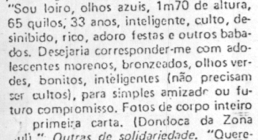 "Sou loiro, olhos azuis, 1m70 de altura,
65 quilos, 33 anos, inteligente, culto, de-
sinibido, rico, adoro festas e outros baba-
dos. Desejaria corresponder-me com ado-
lescentes morenos, bronzeados, olhos ver-
des, bonitos, inteligentes (não precisam
ser cultos), para simples amizade ou fu-
turo compromisso. Fotos de corpo inteiro
primeira carta. (Dondoca da Zona
Outras de solidariedade. "Quere-